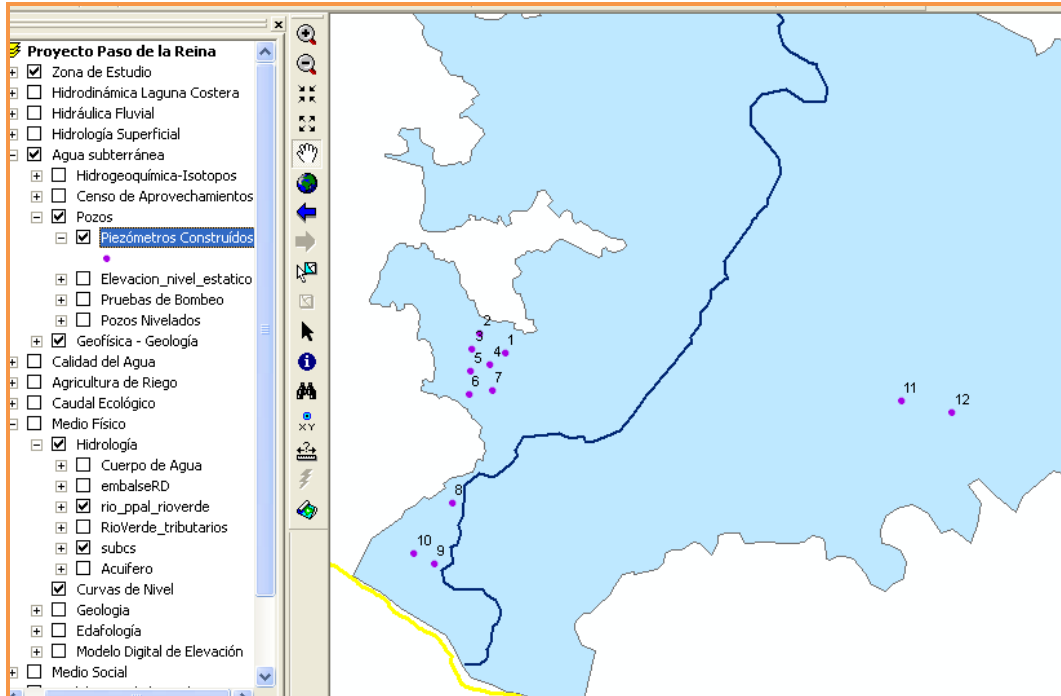 Proyecto Paso de la Reina
Zona de Estudio
Hidrodinámica Laguna Costera
Hidráulica Fluvial
Hidrología Superficial
Agua subterránea
Hidrogeoquímica-Isotopos
Censo de Aprovechamientos
Pozos
Piezómetros Construídos
Elevacion_nivel_estatico
Pruebas de Bombeo
Pozos Nivelados
Geofísica - Geología
Calidad del Agua
Agricultura de Riego
Caudal Ecológico
Medio Físico
Hidrología
Cuerpo de Agua
embalseRD
rio_ppal_rioverde
RioVerde_tributarios
subcs
Acuifero
Curvas de Nivel
Geologia
Edafología
Modelo Digital de Elevación
Medio Social
XY
2
3
1
5
4
6
7
11
12
8
10
9